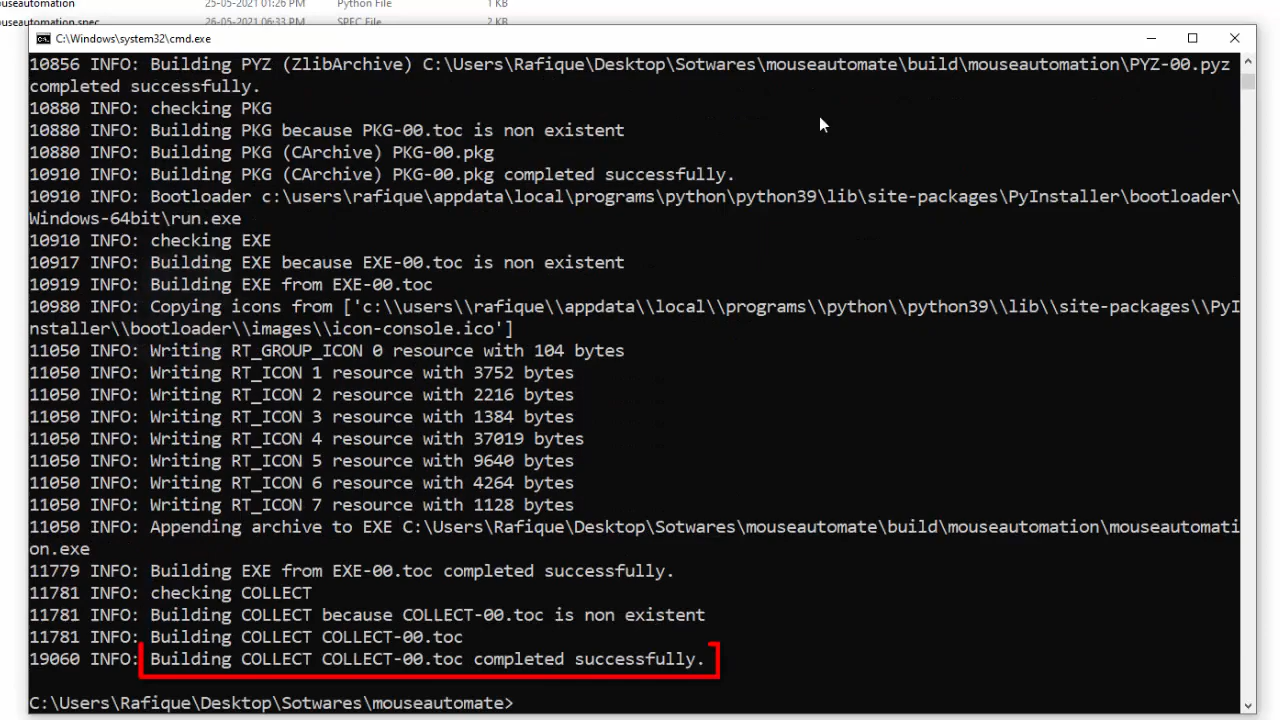 ouseautomation 25-05-2021 01:26 PM Python File 1 KB
ouseautomation.spec 26-05-2021 06:33 PM SPEC File 2 KB
C:\Windows\system32\cmd.exe
10856 INFO: Building PYZ (ZlibArchive) C:\Users\Rafique\Desktop\Sotwares\mouseautomate\build\mouseautomation\PYZ-00.pyz
completed successfully.
10880 INFO: checking PKG
10880 INFO: Building PKG because PKG-00.toc is non existent
10880 INFO: Building PKG (CArchive) PKG-00.pkg
10910 INFO: Building PKG (CArchive) PKG-00.pkg completed successfully.
10910 INFO: Bootloader c:\users\rafique\appdata\local\programs\python\python39\lib\site-packages\PyInstaller\bootloader\
Windows-64bit\run.exe
10910 INFO: checking EXE
10917 INFO: Building EXE because EXE-00.toc is non existent
10919 INFO: Building EXE from EXE-00.toc
10980 INFO: Copying icons from ['c:\\users\\rafique\\appdata\\local\\programs\\python\\python39\\lib\\site-packages\\PyI
nstaller\\bootloader\\images\\icon-console.ico']
11050 INFO: Writing RT_GROUP_ICON 0 resource with 104 bytes
11050 INFO: Writing RT_ICON 1 resource with 3752 bytes
11050 INFO: Writing RT_ICON 2 resource with 2216 bytes
11050 INFO: Writing RT_ICON 3 resource with 1384 bytes
11050 INFO: Writing RT_ICON 4 resource with 37019 bytes
11050 INFO: Writing RT_ICON 5 resource with 9640 bytes
11050 INFO: Writing RT_ICON 6 resource with 4264 bytes
11050 INFO: Writing RT_ICON 7 resource with 1128 bytes
11050 INFO: Appending archive to EXE C:\Users\Rafique\Desktop\Sotwares\mouseautomate\build\mouseautomation\mouseautomati
on.exe
11779 INFO: Building EXE from EXE-00.toc completed successfully.
11781 INFO: checking COLLECT
11781 INFO: Building COLLECT because COLLECT-00.toc is non existent
11781 INFO: Building COLLECT COLLECT-00.toc
19060 INFO: Building COLLECT COLLECT-00.toc completed successfully.
C:\Users\Rafique\Desktop\Sotwares\mouseautomate>